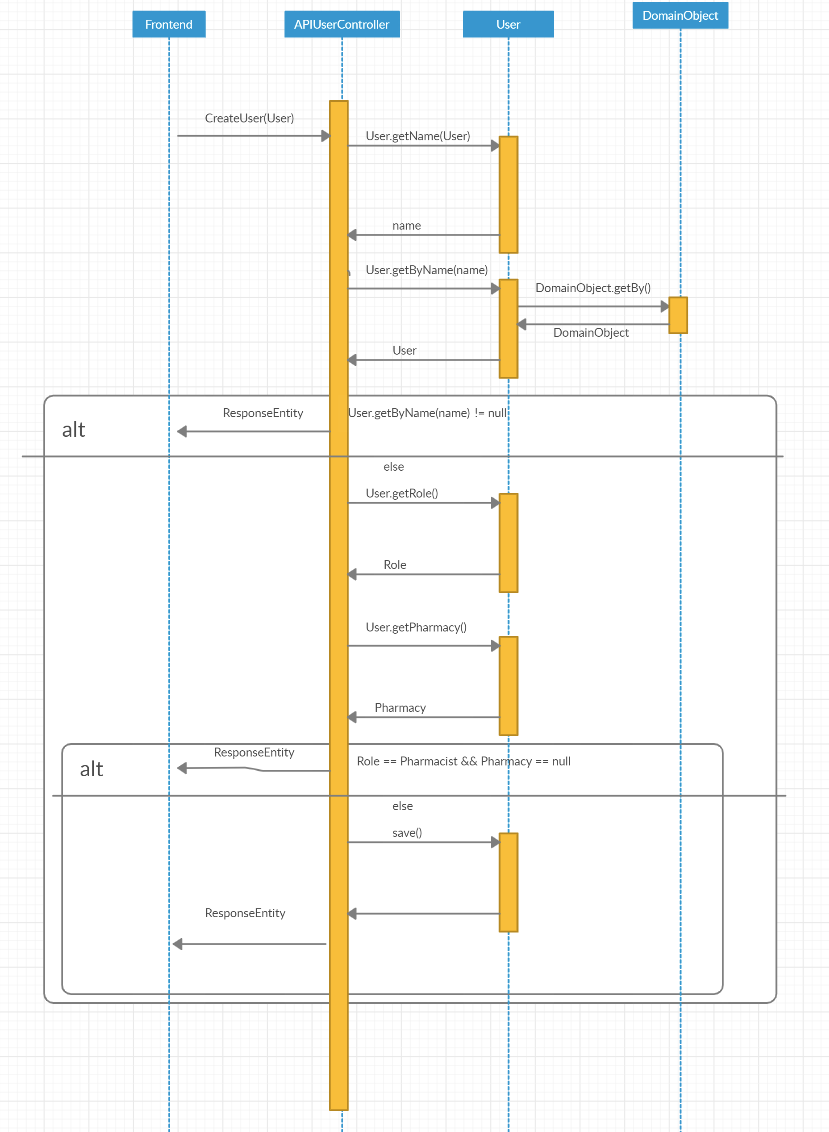 Frontend
APIUserController
User
DomainObject
CreateUser(User)
User.getName(User)
name
User.getByName(name)
DomainObject.getBy()
DomainObject
User
alt
ResponseEntity
User.getByName(name) != null
else
User.getRole()
Role
User.getPharmacy()
Pharmacy
alt
ResponseEntity
Role == Pharmacist && Pharmacy == null
else
save()
ResponseEntity